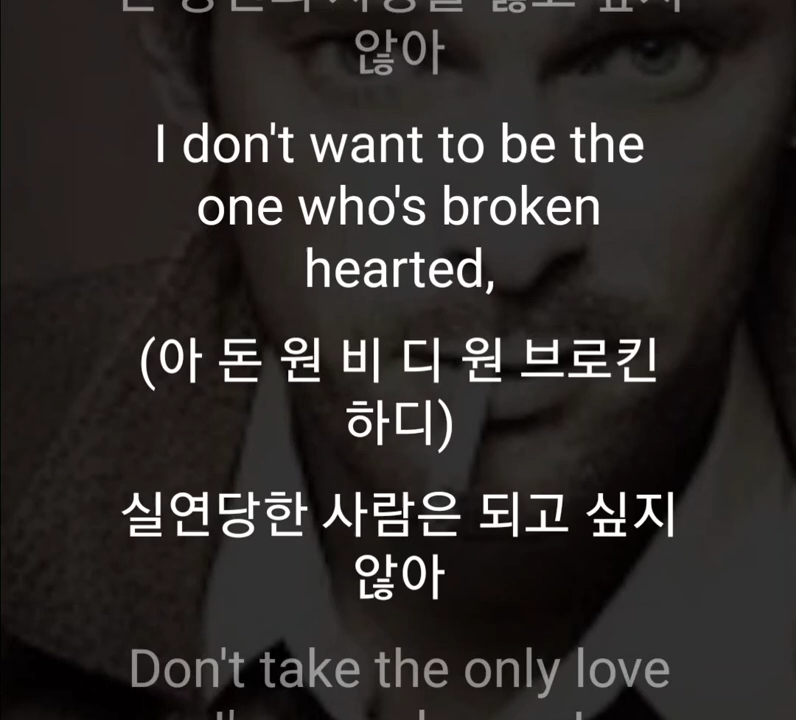 않아
I don't want to be the
one who's broken
hearted,
(아 돈 원 비 디 원 브로킨
하디)
실연당한 사람은 되고 싶지
않아
Don't take the only love